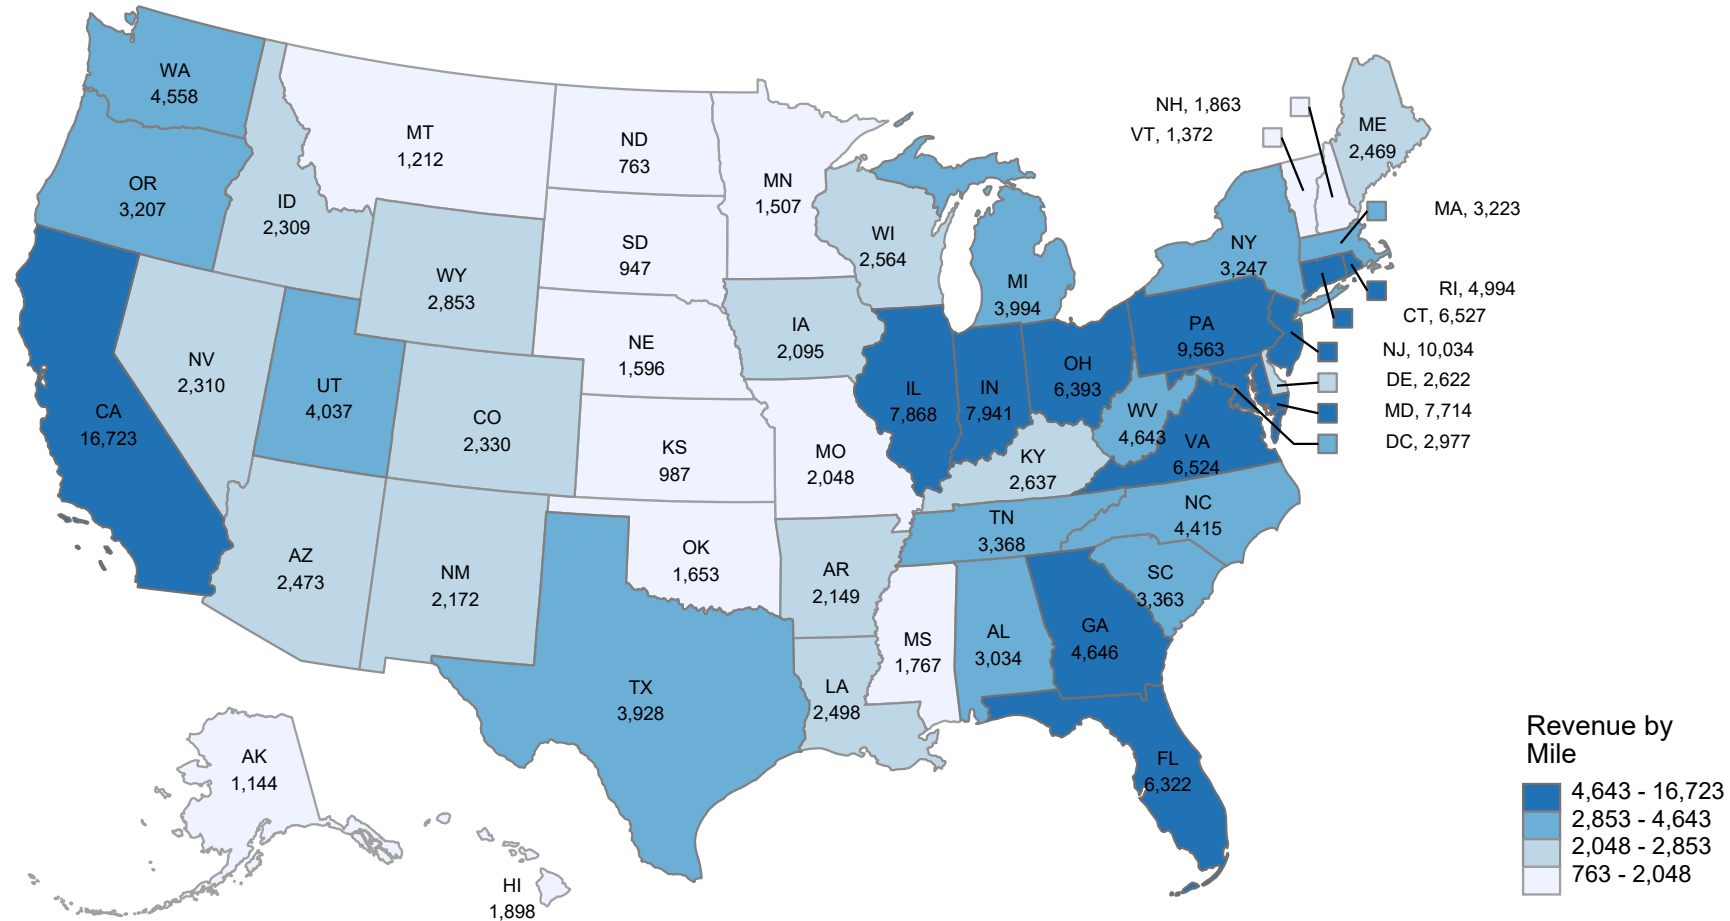 WA
4,558
OR
3,207
CA
16,723
ID
2,309
NV
2,310
MT
1,212
WY
2,853
UT
4,037
CO
2,330
AZ
2,473
NM
2,172
ND
763
SD
947
NE
1,596
KS
987
OK
1,653
TX
3,928
MN
1,507
IA
2,095
MO
2,048
AR
2,149
LA
2,498
WI
2,564
IL
7,868
IN
7,941
MI
3,994
OH
6,393
KY
2,637
TN
3,368
MS
1,767
AL
3,034
GA
4,646
FL
6,322
SC
3,363
NC
4,415
VA
6,524
WV
4,643
PA
9,563
NY
3,247
ME
2,469
NH, 1,863
VT, 1,372
MA, 3,223
RI, 4,994
CT, 6,527
NJ, 10,034
DE, 2,622
MD, 7,714
DC, 2,977
AK
1,144
HI
1,898
Revenue by
Mile
4,643 - 16,723
2,853 - 4,643
2,048 - 2,853
763 - 2,048